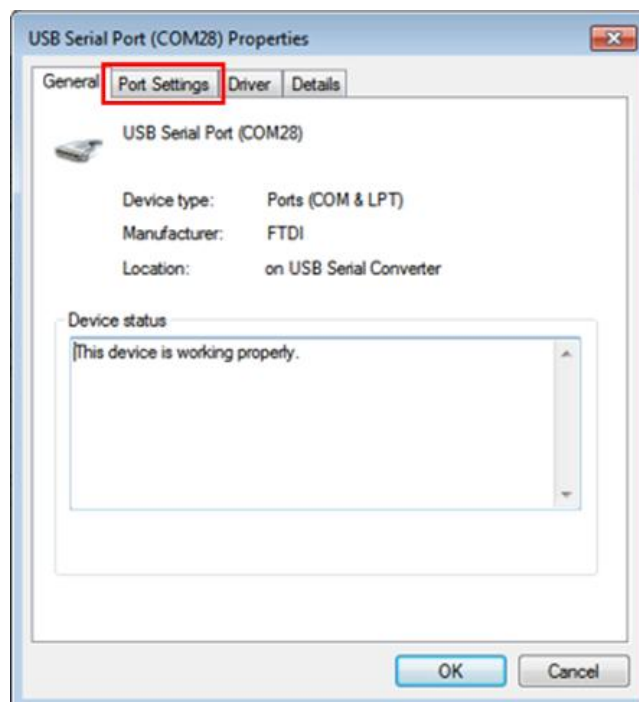 USB Serial Port (COM28) Properties
General Port Settings Driver Details
USB Serial Port (COM28)
Device type: Ports (COM & LPT)
Manufacturer: FTDI
Location: on USB Serial Converter
Device status
This device is working properly.
OK Cancel